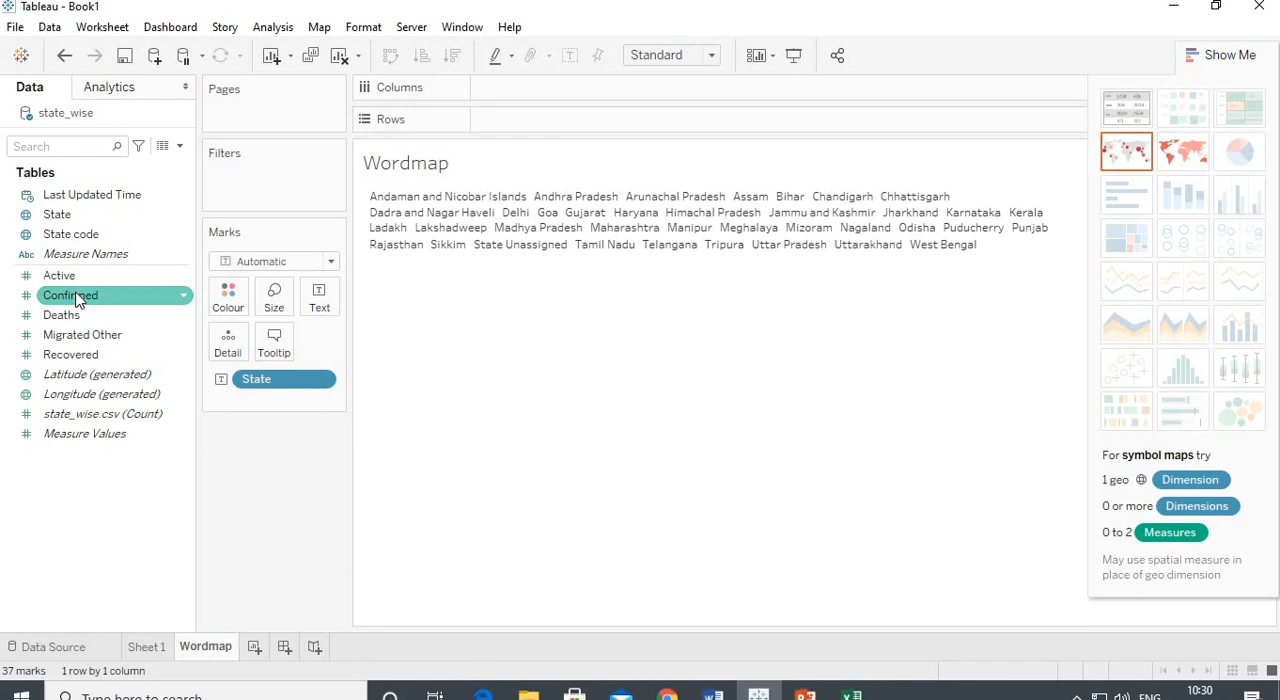 Tableau - Book1
File Data Worksheet Dashboard Story Analysis Map Format Server Window Help
Standard
Show Me
Data
Analytics
state_wise
Search
Tables
Last Updated Time
State
State code
Abc Measure Names
Active
Confirmed
Deaths
Migrated Other
Recovered
Latitude (generated)
Longitude (generated)
state_wise.csv (Count)
Measure Values
Pages
Filters
Marks
Automatic
Colour
Size
Text
Detail
Tooltip
State
Columns
Rows
Wordmap
Andaman and Nicobar Islands Andhra Pradesh Arunachal Pradesh Assam Bihar Chandigarh Chhattisgarh
Dadra and Nagar Haveli Delhi Goa Gujarat Haryana Himachal Pradesh Jammu and Kashmir Jharkhand Karnataka Kerala
Ladakh Lakshadweep Madhya Pradesh Maharashtra Manipur Meghalaya Mizoram Nagaland Odisha Puducherry Punjab
Rajasthan Sikkim State Unassigned Tamil Nadu Telangana Tripura Uttar Pradesh Uttarakhand West Bengal
For symbol maps try
1 geo Dimension
0 or more Dimensions
0 to 2 Measures
May use spatial measure in
place of geo dimension
Data Source
Sheet 1
Wordmap
37 marks 1 row by 1 column
Type here to search
ENG
10:30